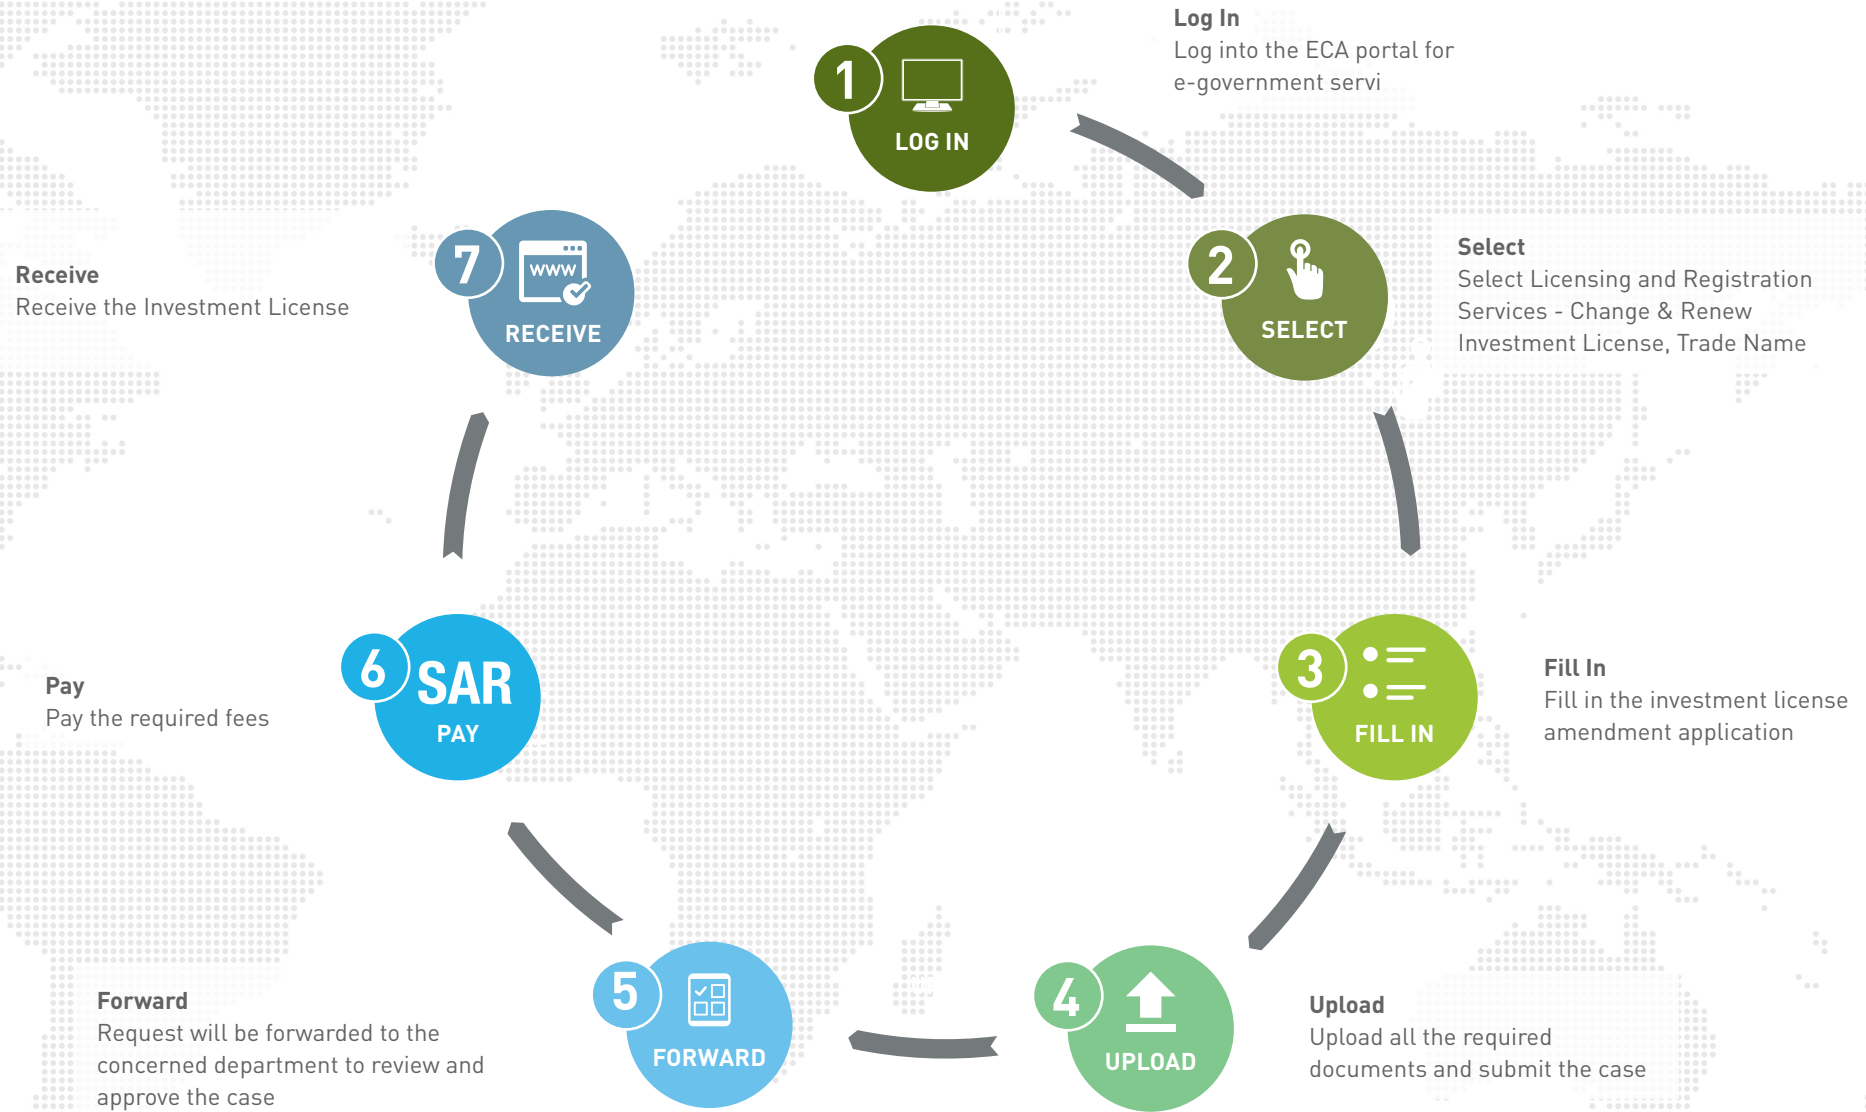 1
LOG IN
Log In
Log into the ECA portal for
e-government servi
2
SELECT
Select
Select Licensing and Registration
Services - Change & Renew
Investment License, Trade Name
3
FILL IN
Fill In
Fill in the investment license
amendment application
4
UPLOAD
Upload
Upload all the required
documents and submit the case
5
FORWARD
Forward
Request will be forwarded to the
concerned department to review and
approve the case
6
SAR
PAY
Pay
Pay the required fees
7
www
RECEIVE
Receive
Receive the Investment License